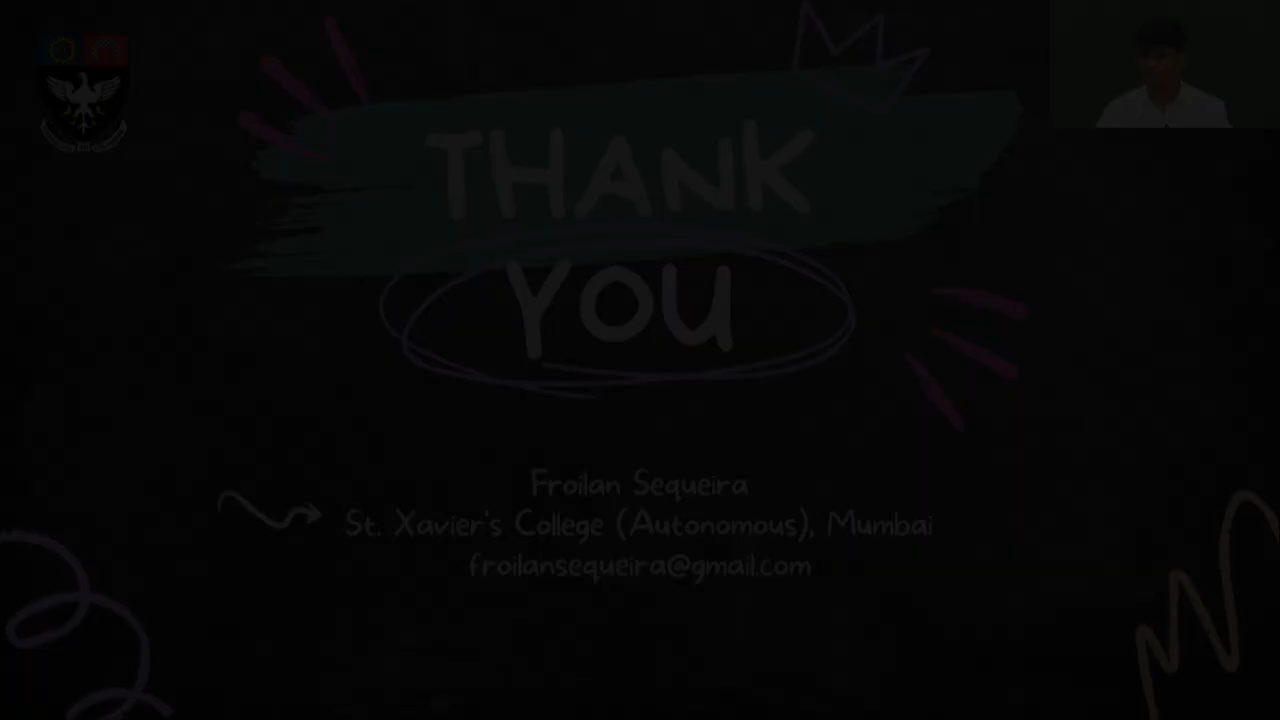 THANK
YOU
Froilan Sequeira
St. Xavier's College (Autonomous), Mumbai
froilansequeira@gmail.com